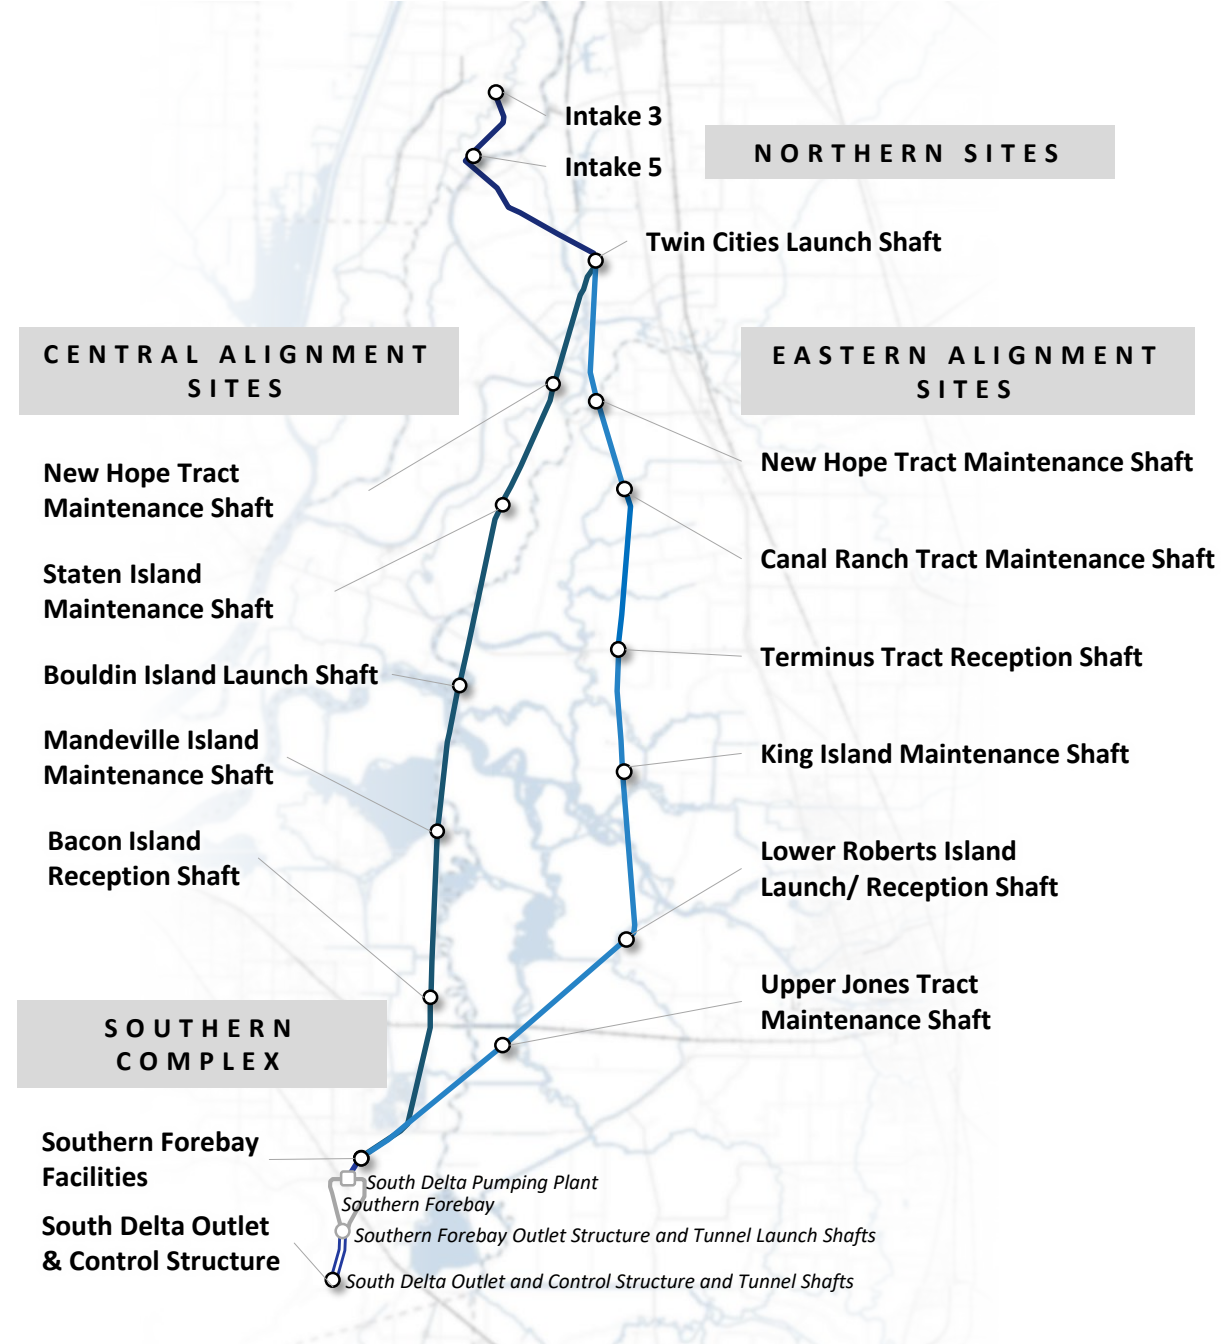 Intake 3
NORTHERN SITES
Intake 5
Twin Cities Launch Shaft
CENTRAL ALIGNMENT
SITES
New Hope Tract
Maintenance Shaft
Staten Island
Maintenance Shaft
Bouldin Island Launch Shaft
Mandeville Island
Maintenance Shaft
Bacon Island
Reception Shaft
EASTERN ALIGNMENT
SITES
New Hope Tract Maintenance Shaft
Canal Ranch Tract Maintenance Shaft
Terminus Tract Reception Shaft
King Island Maintenance Shaft
Lower Roberts Island
Launch/ Reception Shaft
Upper Jones Tract
Maintenance Shaft
SOUTHERN
COMPLEX
Southern Forebay
Facilities
South Delta Outlet
& Control Structure
South Delta Pumping Plant
Southern Forebay
Southern Forebay Outlet Structure and Tunnel Launch Shafts
South Delta Outlet and Control Structure and Tunnel Shafts